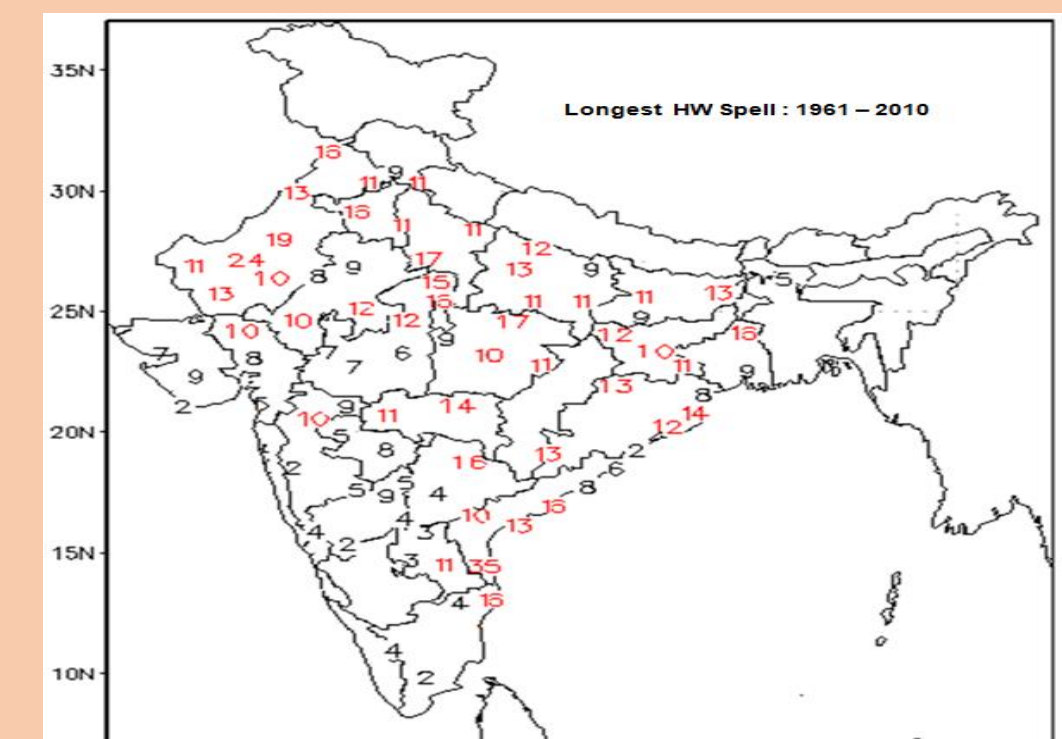 35N
Longest HW Spell : 1961 – 2010
16
9
30N 13 11 11
16
11 11
19 12
11 24 9 17 13 9
10 8 5
13 15 11 13
16 11 11
25N 12
10 10 12 17 9 12 16
9
7 8 7 7 6 10 11 10 11 9
9 13 8
2 9 11 14 14
20N 10 5 12
8 2
2 16 13 6
5 9 5 4 8
4 10 16
4 2 3 13
15N 3 11 35
4 16
4
10N 2